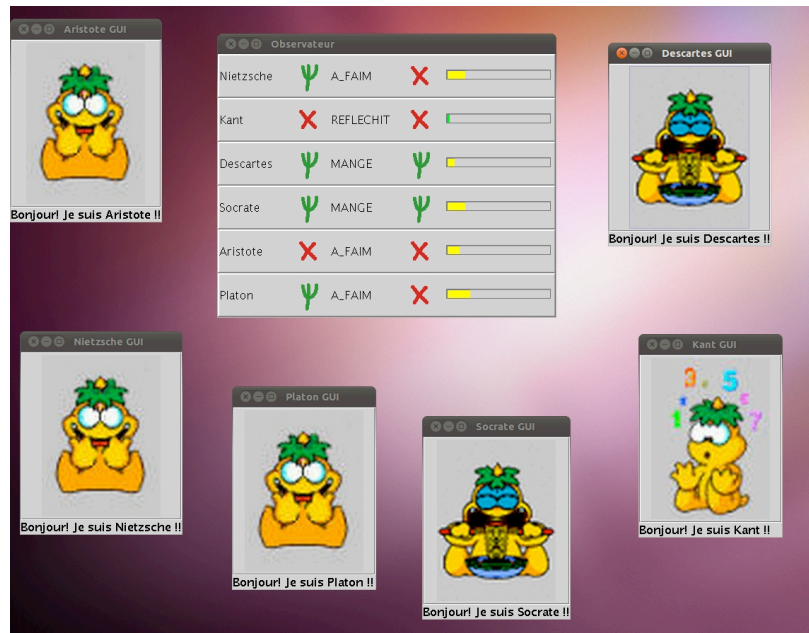 Aristote GUI
Bonjour! Je suis Aristote !!
Observateur
Nietzsche A_FAIM
Kant REFLECHIT
Descartes MANGE
Socrate MANGE
Aristote A_FAIM
Platon A_FAIM
Descartes GUI
Bonjour! Je suis Descartes !!
Nietzsche GUI
Bonjour! Je suis Nietzsche !!
Platon GUI
Bonjour! Je suis Platon !!
Socrate GUI
Bonjour! Je suis Socrate !!
Kant GUI
3 5
1 7
Bonjour! Je suis Kant !!